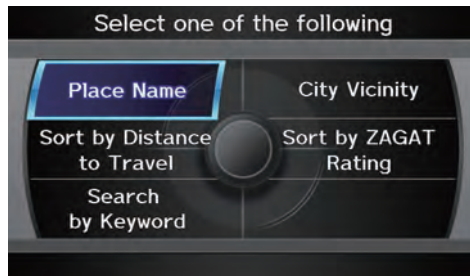 Select one of the following
Place Name
City Vicinity
Sort by Distance
to Travel
Sort by ZAGAT
Rating
Search
by Keyword